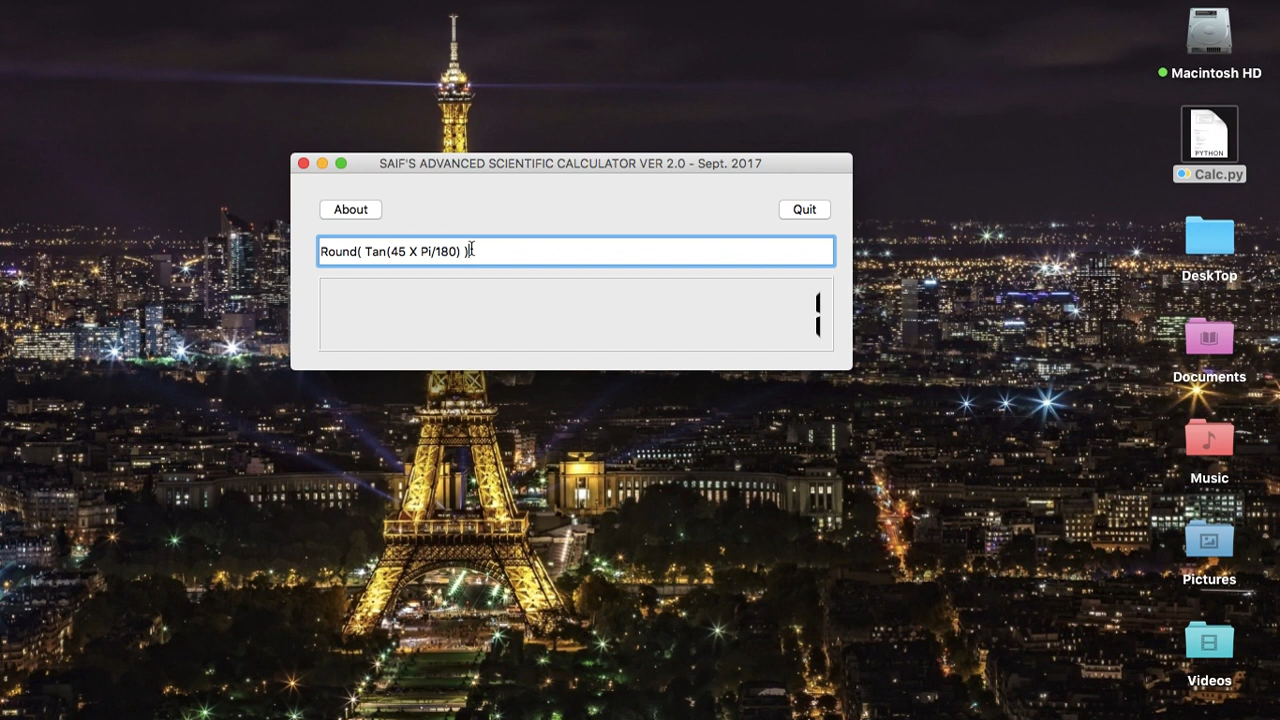 Macintosh HD
PYTHON
Calc.py
SAIF'S ADVANCED SCIENTIFIC CALCULATOR VER 2.0 - Sept. 2017
About
Quit
Round( Tan(45 X Pi/180) )
DeskTop
Documents
Music
Pictures
Videos